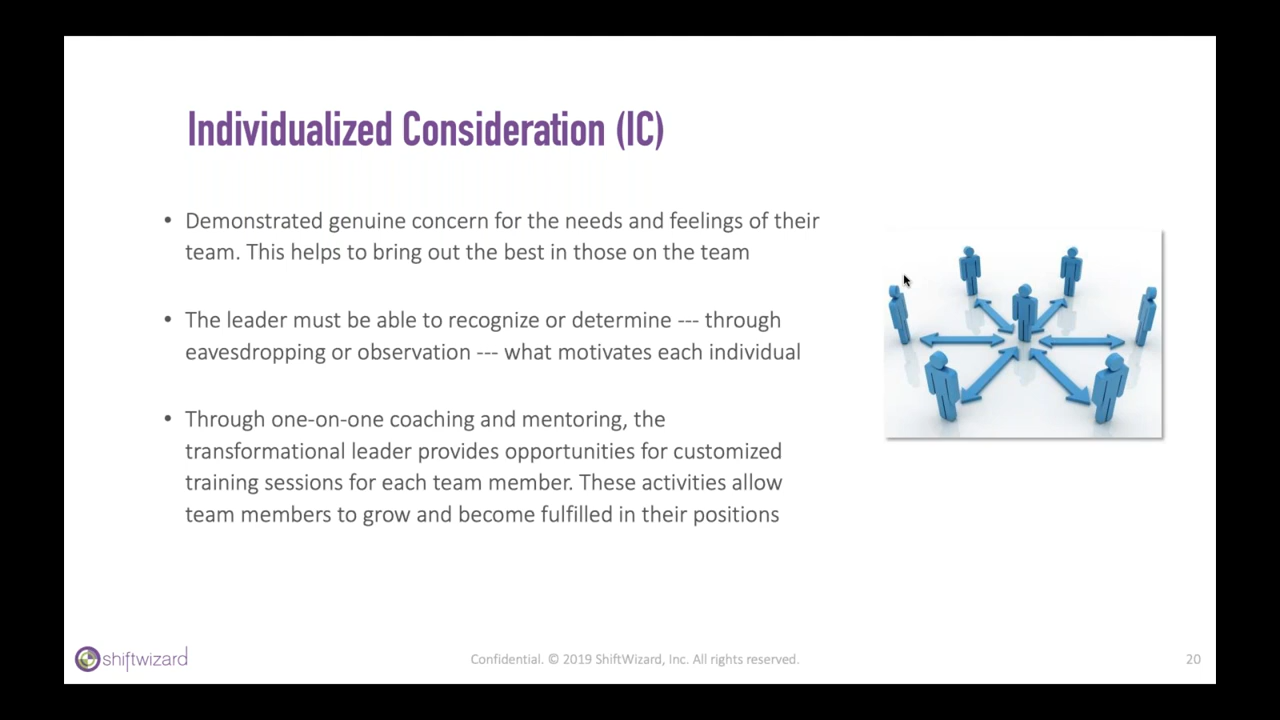 Individualized Consideration (IC)
• Demonstrated genuine concern for the needs and feelings of their
team. This helps to bring out the best in those on the team
• The leader must be able to recognize or determine --- through
eavesdropping or observation --- what motivates each individual
• Through one-on-one coaching and mentoring, the
transformational leader provides opportunities for customized
training sessions for each team member. These activities allow
team members to grow and become fulfilled in their positions
shiftwizard
Confidential. © 2019 ShiftWizard, Inc. All rights reserved.
20